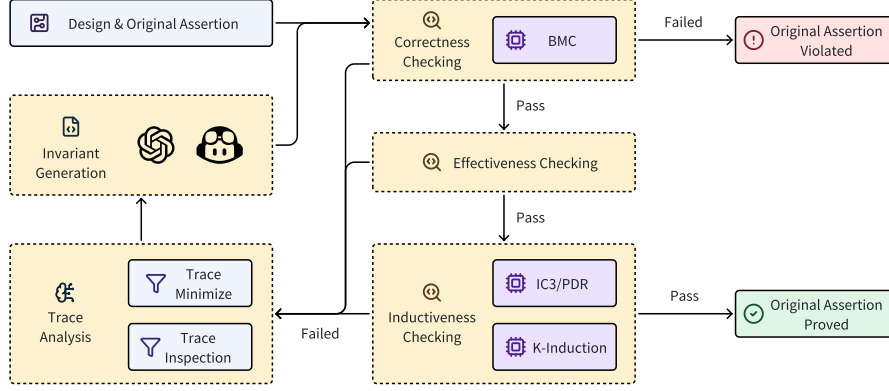 Design & Original Assertion
Correctness
Checking
BMC
Failed
Original Assertion
Violated
Pass
Invariant
Generation
Effectiveness Checking
Pass
Trace
Analysis
Trace
Minimize
Trace
Inspection
Failed
Inductiveness
Checking
IC3/PDR
K-Induction
Pass
Original Assertion
Proved